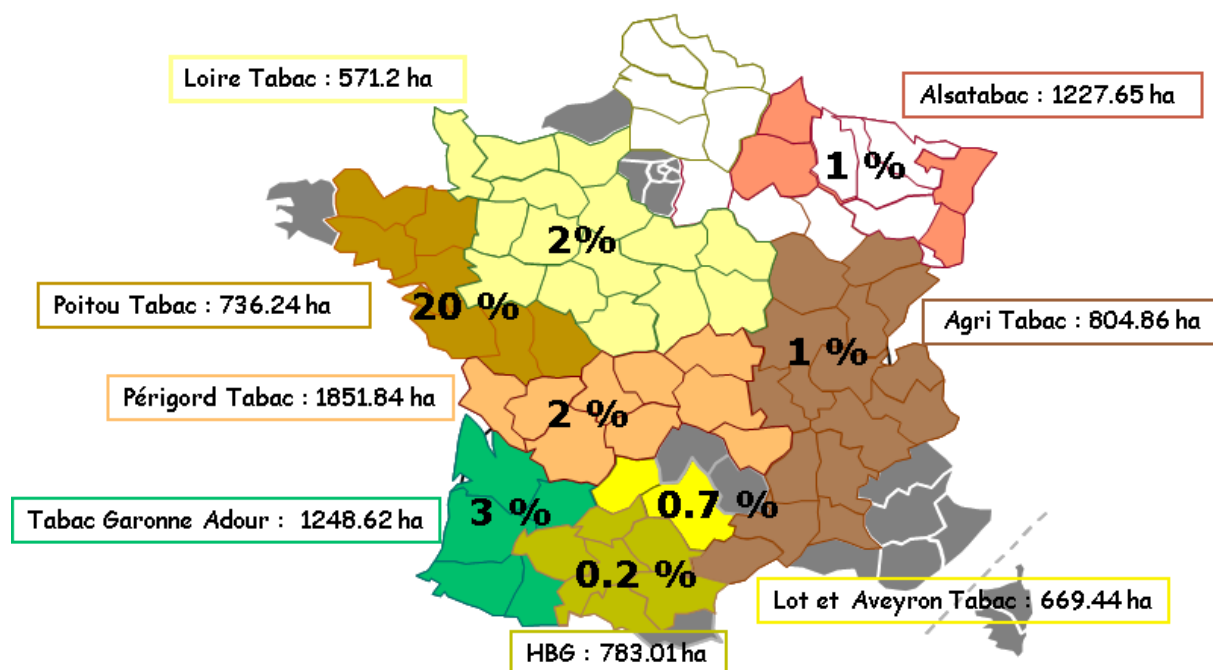 Loire Tabac : 571.2 ha
Alsatabac : 1227.65 ha
1 %
2%
Poitou Tabac : 736.24 ha
20 %
Agri Tabac : 804.86 ha
1 %
Périgord Tabac : 1851.84 ha
2 %
Tabac Garonne Adour : 1248.62 ha
3 %
0.7 %
0.2 %
Lot et Aveyron Tabac : 669.44 ha
HBG : 783.01 ha